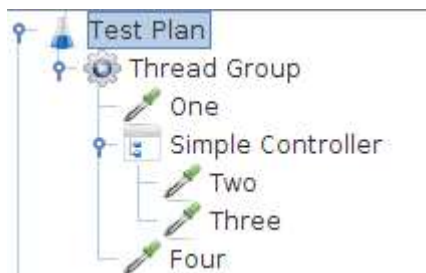 Test Plan
Thread Group
One
Simple Controller
Two
Three
Four